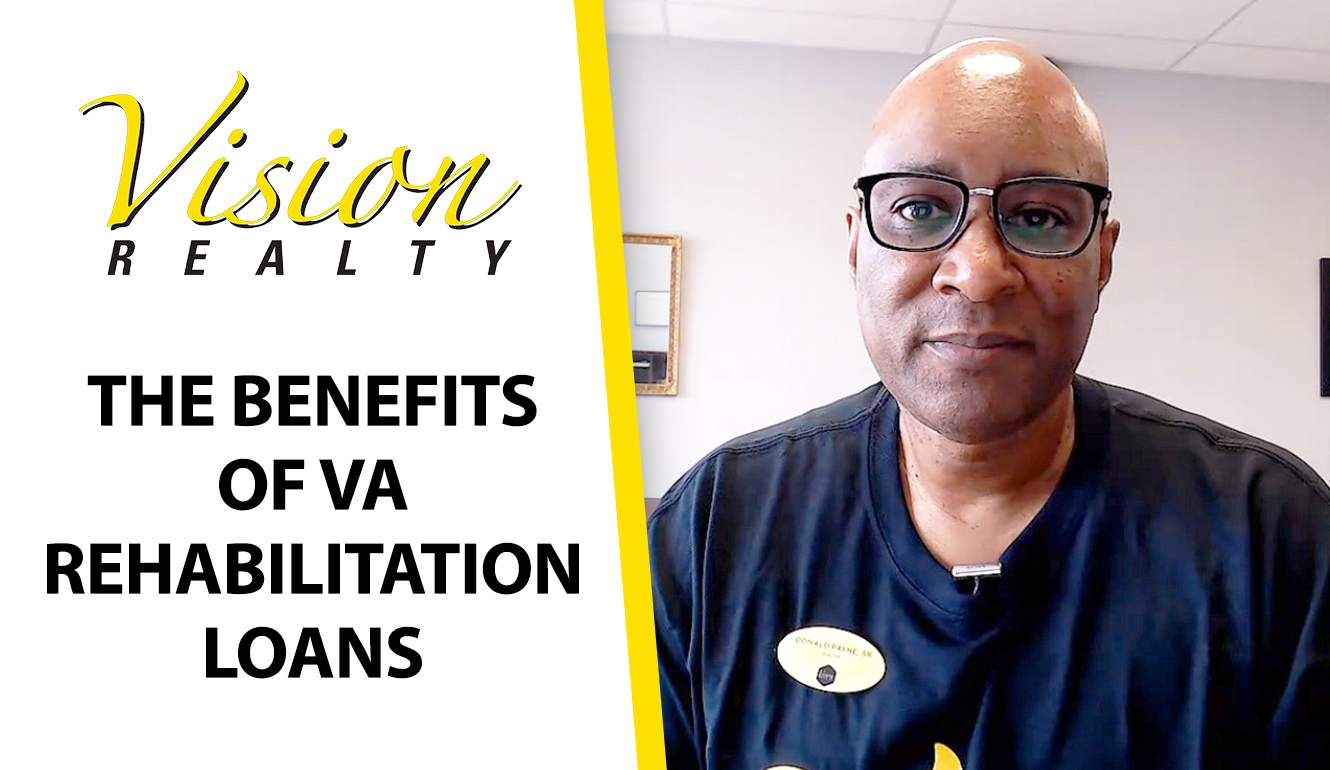 Vision
REALTY
THE BENEFITS
OF VA
REHABILITATION
LOANS
DONALD PAYNE, SR